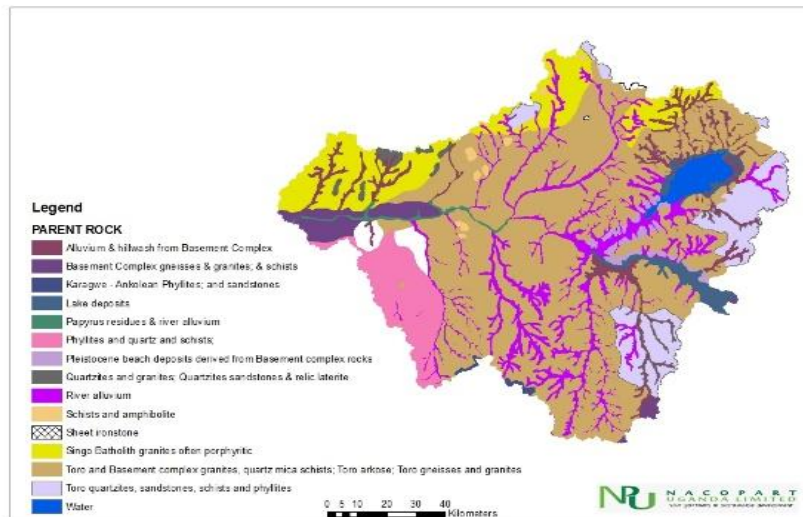 Legend
PARENT ROCK
Alluvium & hillwash from Basement Complex
Basement Complex gneisses & granites; & schists
Karagwe - Ankolean Phyllites; and sandstones
Lake deposits
Papyrus residues & river alluvium
Phyllites and quartz and schists;
Pleistocene beach deposits derived from Basement complex rocks
Quartzites and granites; Quartzites sandstones & relic laterite
River alluvium
Schists and amphibolite
Sheet ironstone
Singo Batholith granites often porphyritic
Toro and Basement complex granites, quartz mica schists; Toro arkose; Toro gneisses and granites
Toro quartzites, sandstones, schists and phyllites
Water
0 5 10 20 30 40
Kilometers
NPU NACOPART
UGANDA LIMITED